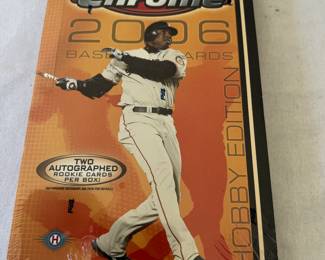 Chrome
2006
BASEBALL CARDS
HOBBY EDITION
TWO
AUTOGRAPHED
ROOKIE CARDS
PER BOX!
H